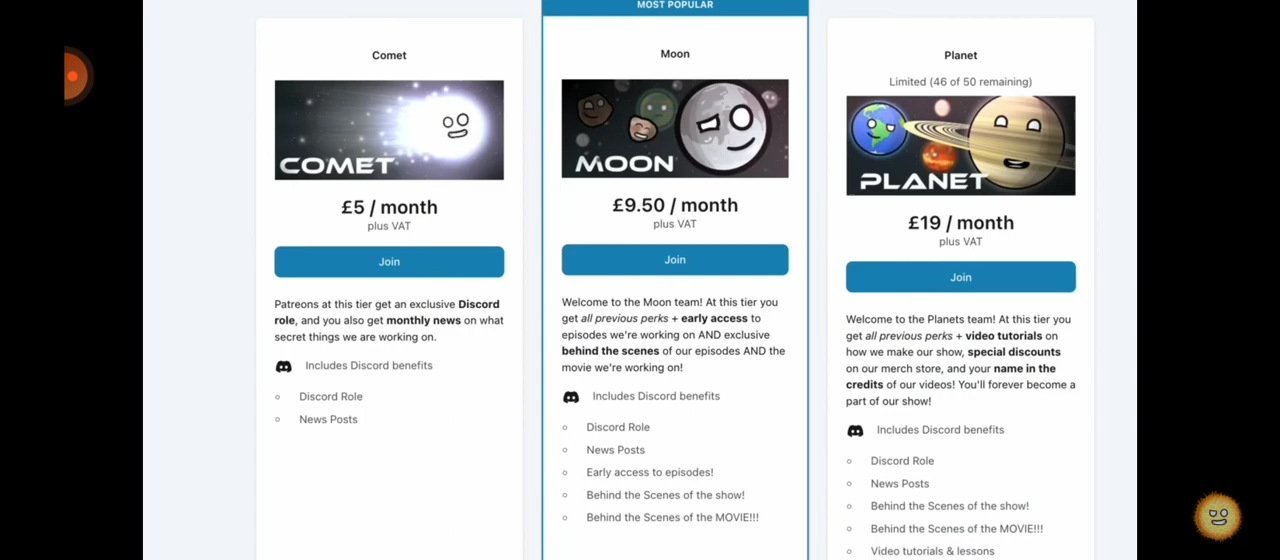 MOST POPULAR
Comet
COMET
£5 / month
plus VAT
Join
Patreons at this tier get an exclusive Discord
role, and you also get monthly news on what
secret things we are working on.
Includes Discord benefits
Discord Role
News Posts
Moon
MOON
£9.50 / month
plus VAT
Join
Welcome to the Moon team! At this tier you
get all previous perks + early access to
episodes we're working on AND exclusive
behind the scenes of our episodes AND the
movie we're working on!
Includes Discord benefits
Discord Role
News Posts
Early access to episodes!
Behind the Scenes of the show!
Behind the Scenes of the MOVIE!!!
Planet
Limited (46 of 50 remaining)
PLANET
£19 / month
plus VAT
Join
Welcome to the Planets team! At this tier you
get all previous perks + video tutorials on
how we make our show, special discounts
on our merch store, and your name in the
credits of our videos! You'll forever become a
part of our show!
Includes Discord benefits
Discord Role
News Posts
Behind the Scenes of the show!
Behind the Scenes of the MOVIE!!!
Video tutorials & lessons